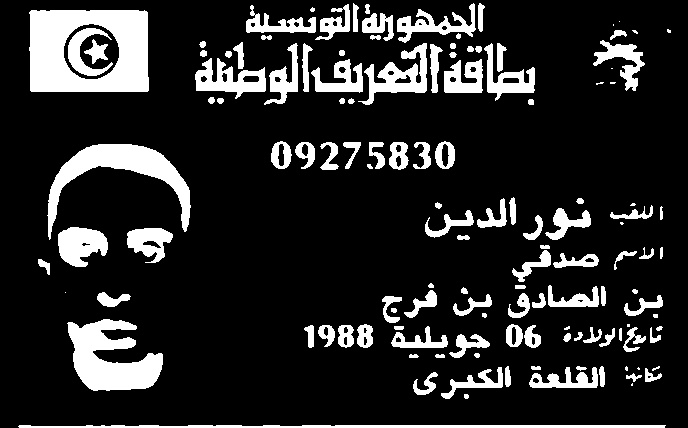 الجمهورية التونسية
بطاقة التعريف الوطنية
09275830
اللقب نور الدين
الاسم صدقي
بن الصادق بن فرج
تاريخ الولادة 06 جويلية 1988
مكانها القلعة الكبرى